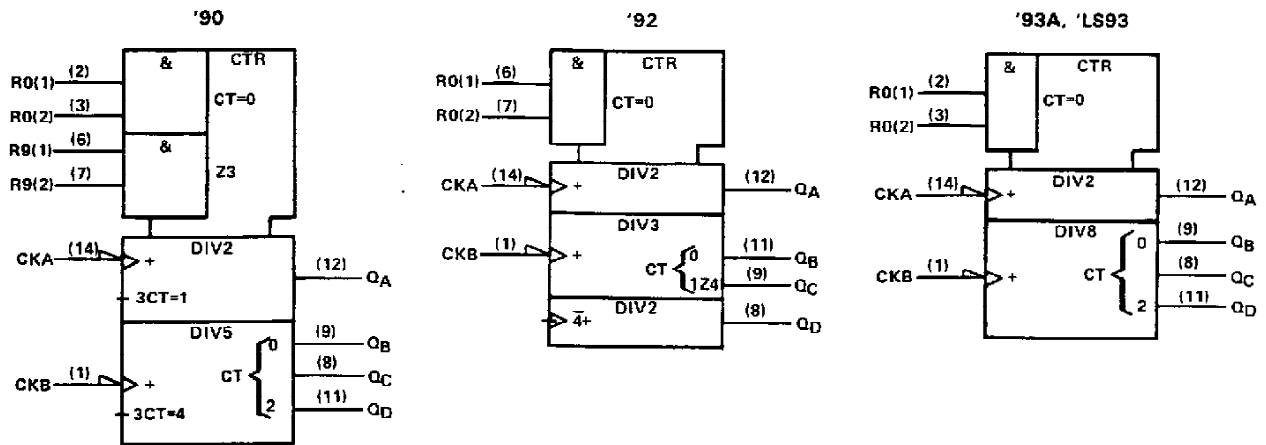 '90
&
CTR
R0(1) (2)
CT=0
R0(2) (3)
&
R9(1) (6)
Z3
R9(2) (7)
DIV2
CKA (14) +
(12) QA
3CT=1
DIV5
0 (9) QB
CT (8) QC
CKB (1) +
2 (11) QD
3CT=4
'92
&
CTR
R0(1) (6)
CT=0
R0(2) (7)
DIV2
CKA (14) +
(12) QA
DIV3
CKB (1) +
CT
0 (11) QB
1Z4 (9) QC
DIV2
4+
(8) QD
'93A, 'LS93
&
CTR
R0(1) (2)
CT=0
R0(2) (3)
DIV2
CKA (14) +
(12) QA
DIV8
0 (9) QB
CKB (1) +
CT (8) QC
2 (11) QD